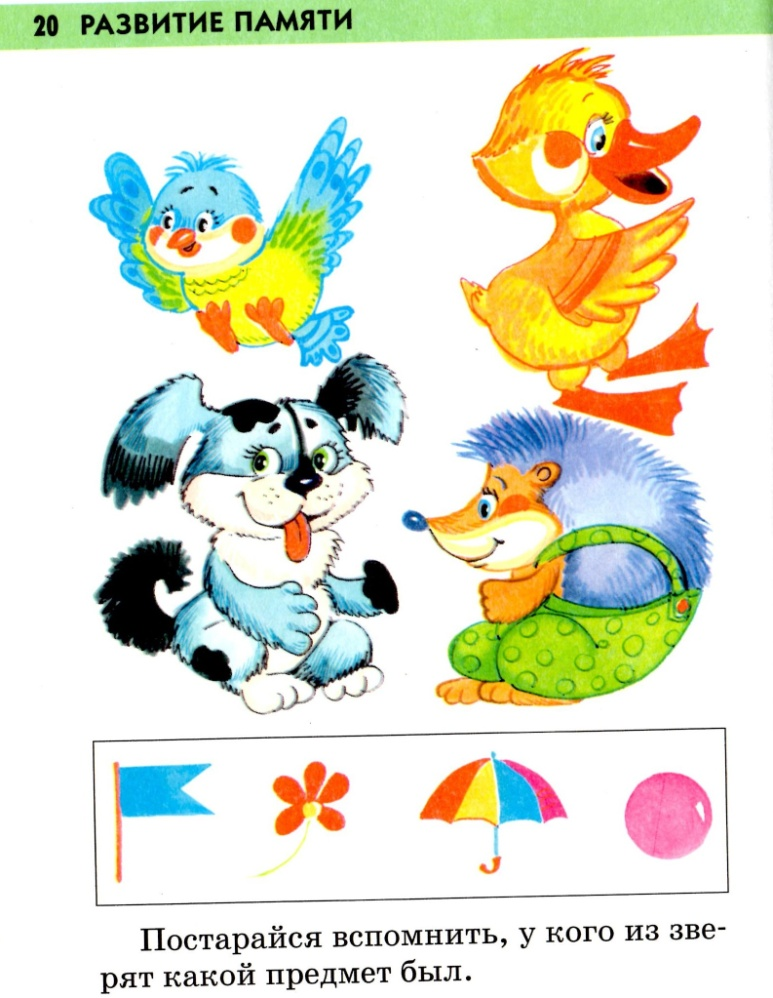 20 РАЗВИТИЕ ПАМЯТИ
Постарайся вспомнить, у кого из зве-
рят какой предмет был.